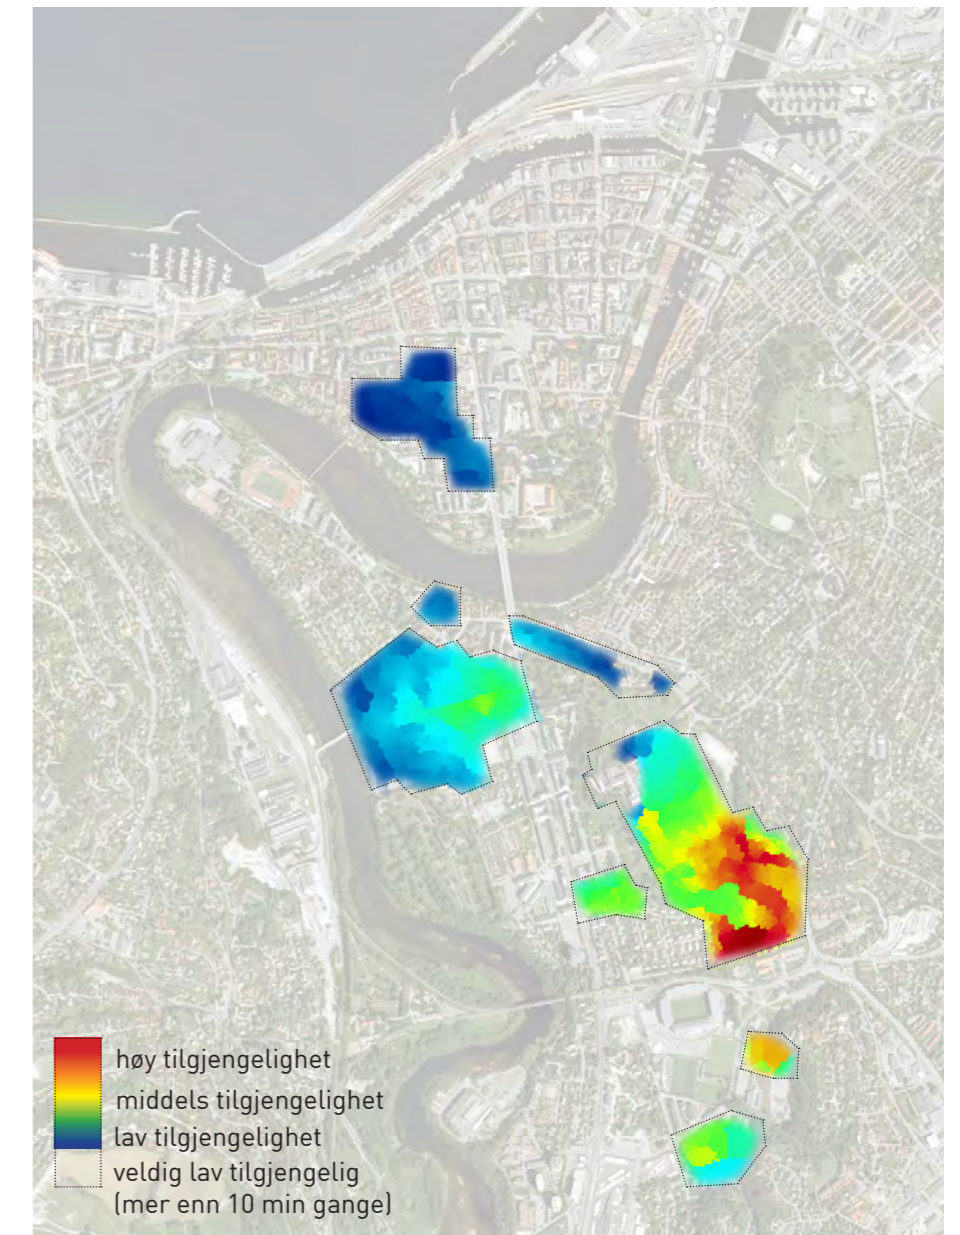 høy tilgjengelighet
middels tilgjengelighet
lav tilgjengelighet
veldig lav tilgjengelig
(mer enn 10 min gange)